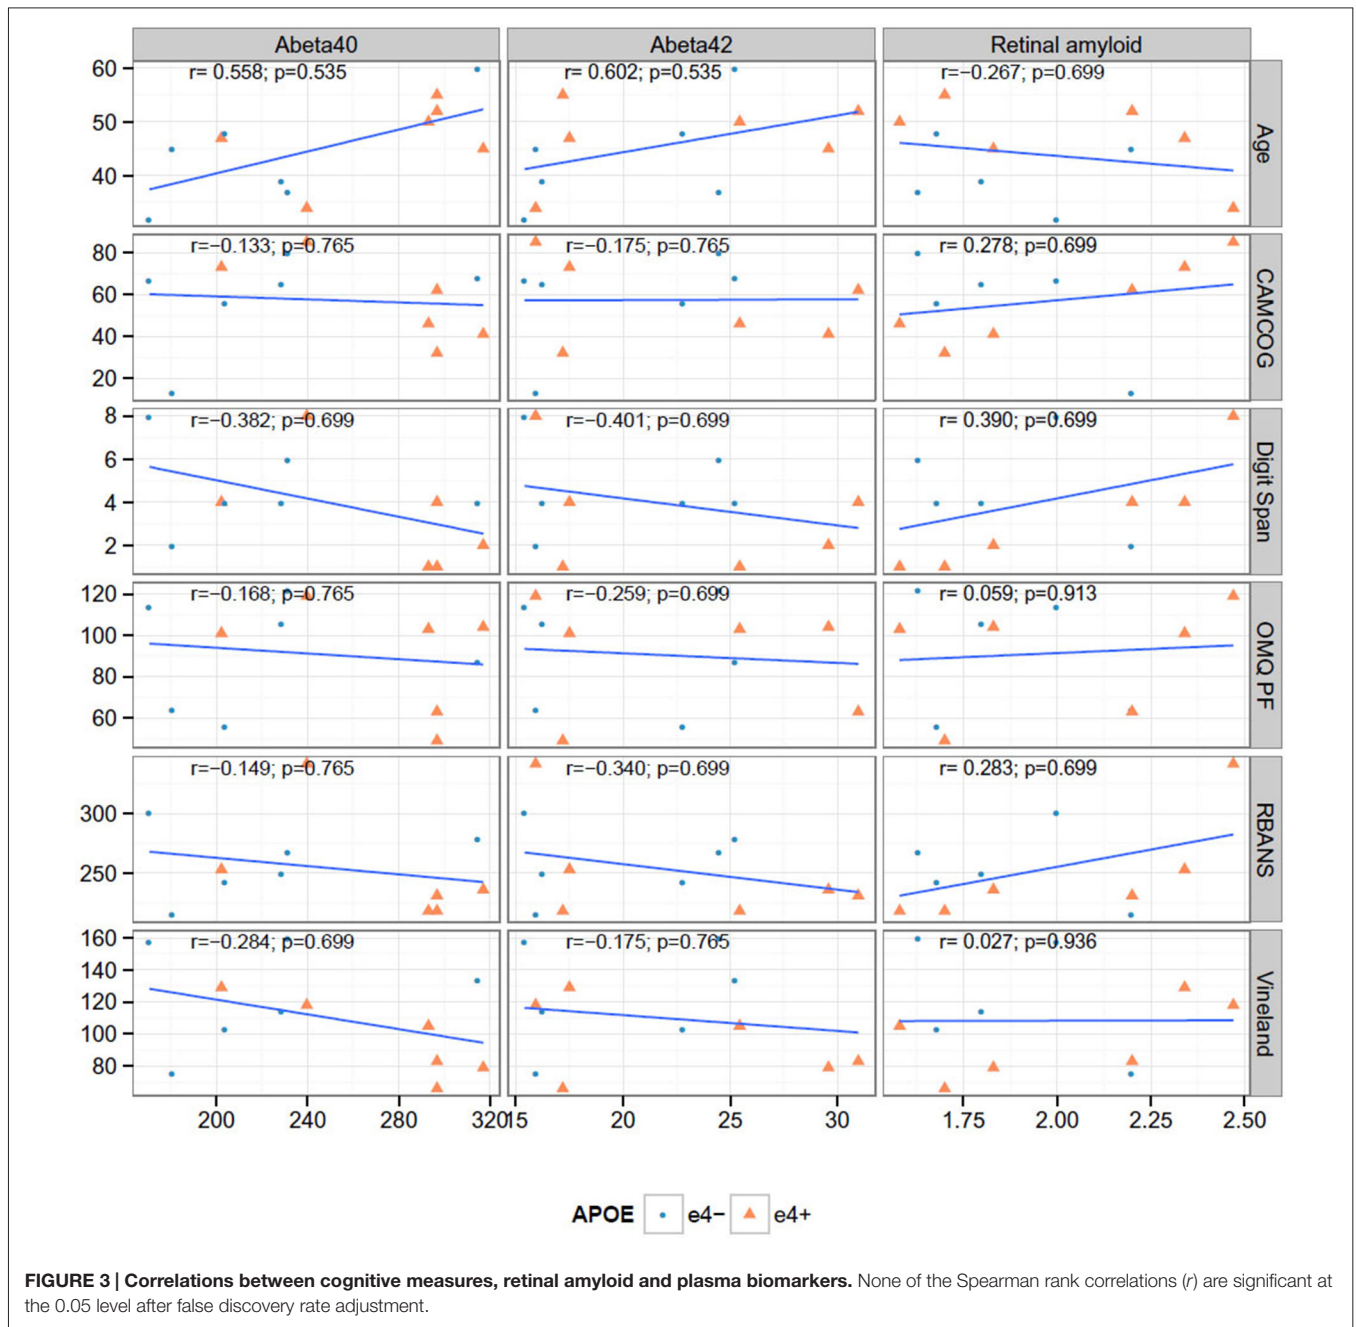 Abeta40 Abeta42 Retinal amyloid
60 50 40
r= 0.558; p=0.535 r= 0.602; p=0.535 r=−0.267; p=0.699
Age
80 60 40 20
r=−0.133; p=0.765 r=−0.175; p=0.765 r= 0.278; p=0.699
CAMCOG
8 6 4 2
r=−0.382; p=0.699 r=−0.401; p=0.699 r= 0.390; p=0.699
Digit Span
120 100 80 60
r=−0.168; p=0.765 r=−0.259; p=0.699 r= 0.059; p=0.913
OMQ PF
300 250
r=−0.149; p=0.765 r=−0.340; p=0.699 r= 0.283; p=0.699
RBANS
160 140 120 100 80
r=−0.284; p=0.699 r=−0.175; p=0.765 r= 0.027; p=0.936
Vineland
200 240 280 320 15 20 25 30 1.75 2.00 2.25 2.50
APOE e4− e4+
FIGURE 3 | Correlations between cognitive measures, retinal amyloid and plasma biomarkers. None of the Spearman rank correlations (r) are significant at
the 0.05 level after false discovery rate adjustment.